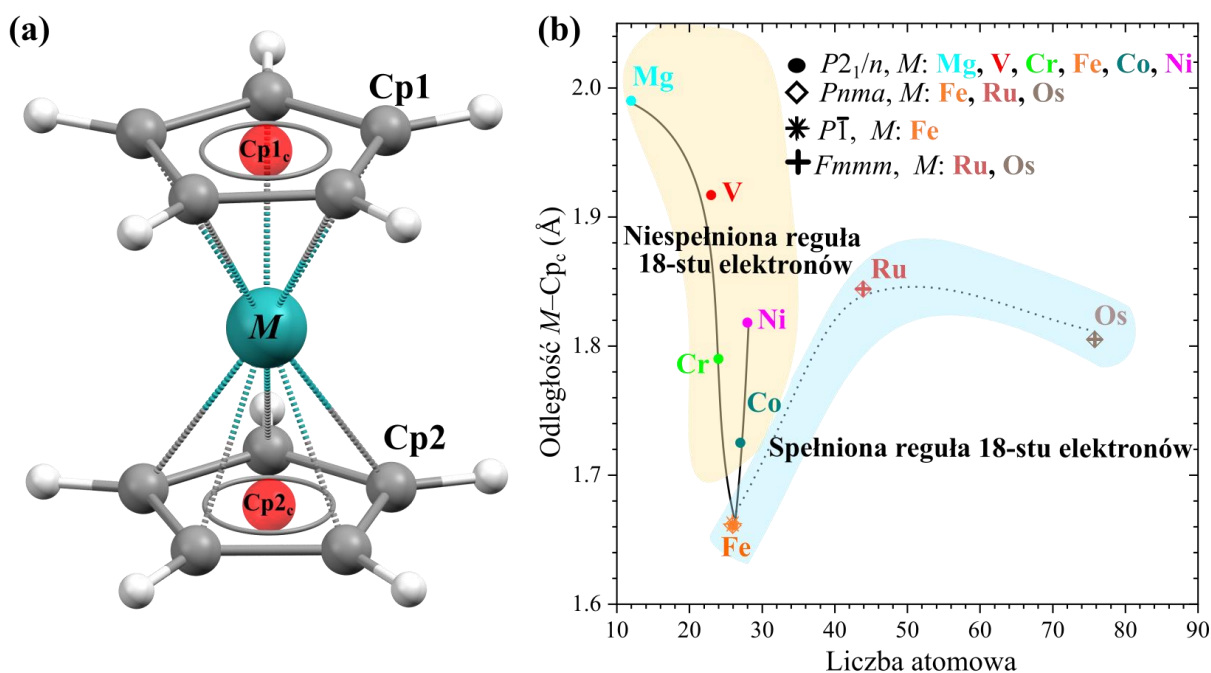 (a)
Cp1
Cp1c
M
Cp2
Cp2c
(b)
Odległość M–Cpc (Å)
2.0
1.9
1.8
1.7
1.6
10 20 30 40 50 60 70 80 90
Liczba atomowa
P21/n, M: Mg, V, Cr, Fe, Co, Ni
Pnma, M: Fe, Ru, Os
P1̄, M: Fe
Fmmm, M: Ru, Os
Mg
V
Niespełniona reguła
18-stu elektronów
Ru
Ni
Os
Cr
Co
Spełniona reguła 18-stu elektronów
Fe